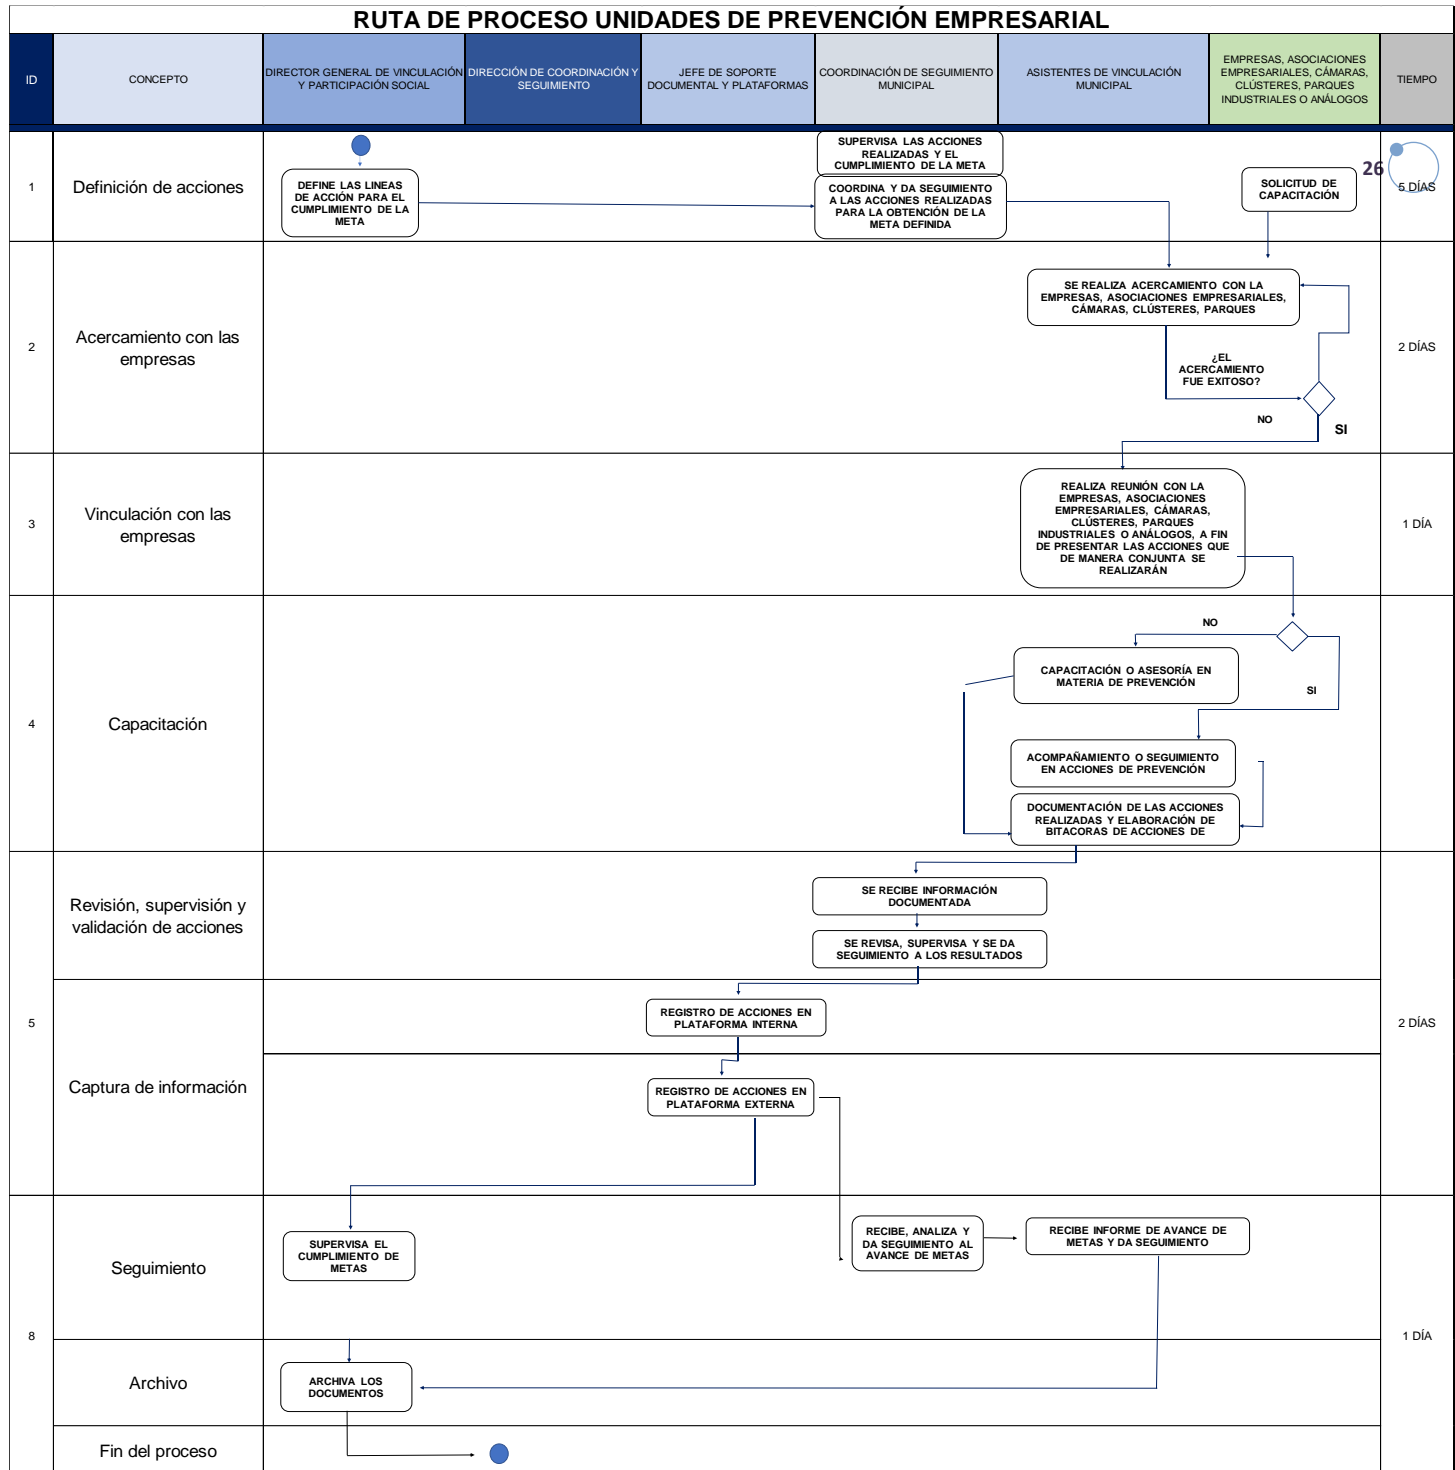 RUTA DE PROCESO UNIDADES DE PREVENCIÓN EMPRESARIAL
ID
CONCEPTO
DIRECTOR GENERAL DE VINCULACIÓN
Y PARTICIPACIÓN SOCIAL
DIRECCIÓN DE COORDINACIÓN Y
SEGUIMIENTO
JEFE DE SOPORTE
DOCUMENTAL Y PLATAFORMAS
COORDINACIÓN DE SEGUIMIENTO
MUNICIPAL
ASISTENTES DE VINCULACIÓN
MUNICIPAL
EMPRESAS, ASOCIACIONES
EMPRESARIALES, CÁMARAS,
CLÚSTERES, PARQUES
INDUSTRIALES O ANÁLOGOS
TIEMPO
1
Definición de acciones
DEFINE LAS LINEAS
DE ACCIÓN PARA EL
CUMPLIMIENTO DE LA
META
SUPERVISA LAS ACCIONES
REALIZADAS Y EL
CUMPLIMIENTO DE LA META
COORDINA Y DA SEGUIMIENTO
A LAS ACCIONES REALIZADAS
PARA LA OBTENCIÓN DE LA
META DEFINIDA
SOLICITUD DE
CAPACITACIÓN
26
5 DÍAS
2
Acercamiento con las
empresas
SE REALIZA ACERCAMIENTO CON LA
EMPRESAS, ASOCIACIONES EMPRESARIALES,
CÁMARAS, CLÚSTERES, PARQUES
¿EL
ACERCAMIENTO
FUE EXITOSO?
NO
SI
2 DÍAS
3
Vinculación con las
empresas
REALIZA REUNIÓN CON LA
EMPRESAS, ASOCIACIONES
EMPRESARIALES, CÁMARAS,
CLÚSTERES, PARQUES
INDUSTRIALES O ANÁLOGOS, A FIN
DE PRESENTAR LAS ACCIONES QUE
DE MANERA CONJUNTA SE
REALIZARÁN
1 DÍA
4
Capacitación
NO
CAPACITACIÓN O ASESORÍA EN
MATERIA DE PREVENCIÓN
SI
ACOMPAÑAMIENTO O SEGUIMIENTO
EN ACCIONES DE PREVENCIÓN
DOCUMENTACIÓN DE LAS ACCIONES
REALIZADAS Y ELABORACIÓN DE
BITACORAS DE ACCIONES DE
5
Revisión, supervisión y
validación de acciones
SE RECIBE INFORMACIÓN
DOCUMENTADA
SE REVISA, SUPERVISA Y SE DA
SEGUIMIENTO A LOS RESULTADOS
2 DÍAS
Captura de información
REGISTRO DE ACCIONES EN
PLATAFORMA INTERNA
REGISTRO DE ACCIONES EN
PLATAFORMA EXTERNA
8
Seguimiento
SUPERVISA EL
CUMPLIMIENTO DE
METAS
RECIBE, ANALIZA Y
DA SEGUIMIENTO AL
AVANCE DE METAS
RECIBE INFORME DE AVANCE DE
METAS Y DA SEGUIMIENTO
1 DÍA
Archivo
ARCHIVA LOS
DOCUMENTOS
Fin del proceso